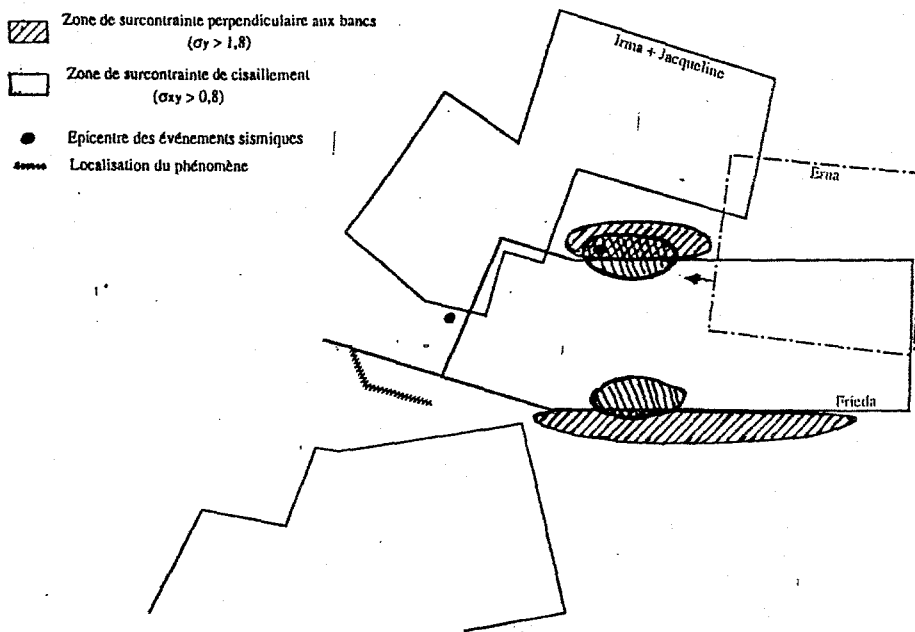 Zone de surcontrainte perpendiculaire aux bancs
(σy > 1,8)
Zone de surcontrainte de cisaillement
(σxy > 0,8)
Epicentre des événements sismiques
Localisation du phénomène
Irma + Jacqueline
Erna
Frieda